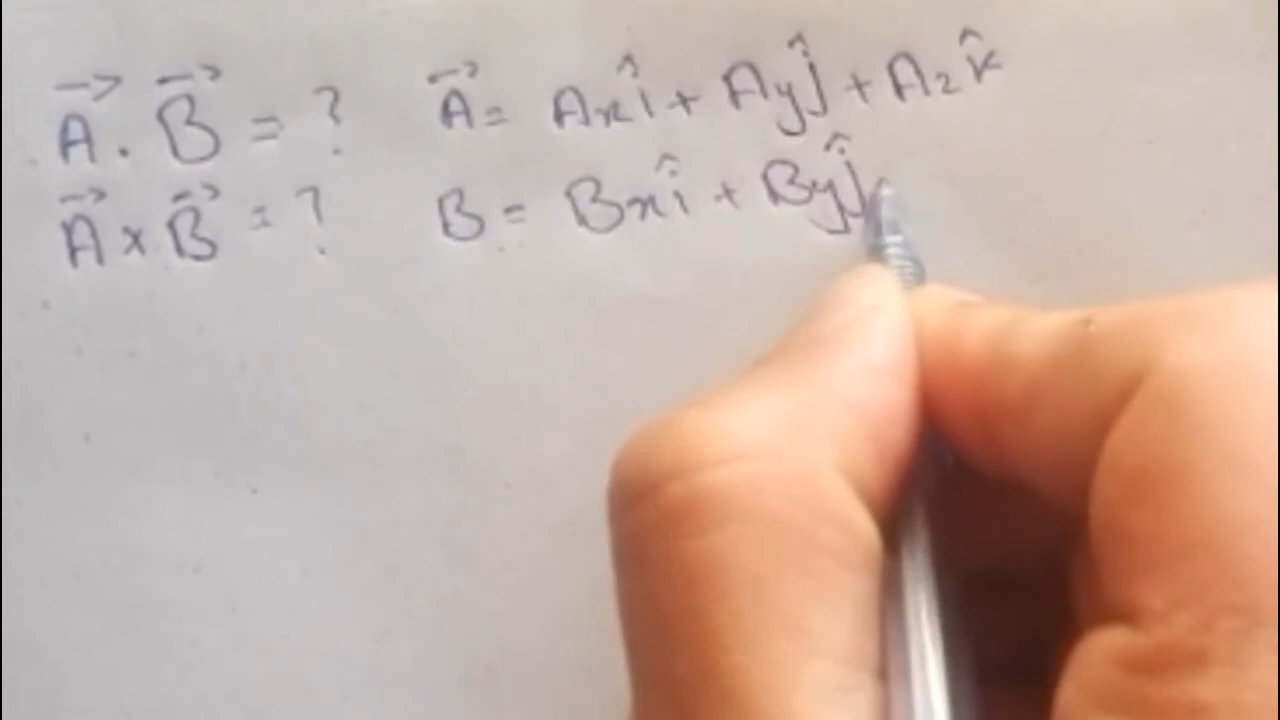 A⃗ . B⃗ = ? A⃗ = Axî + Ayĵ + Azk̂
A⃗ x B⃗ = ? B = Bxî + Byĵ